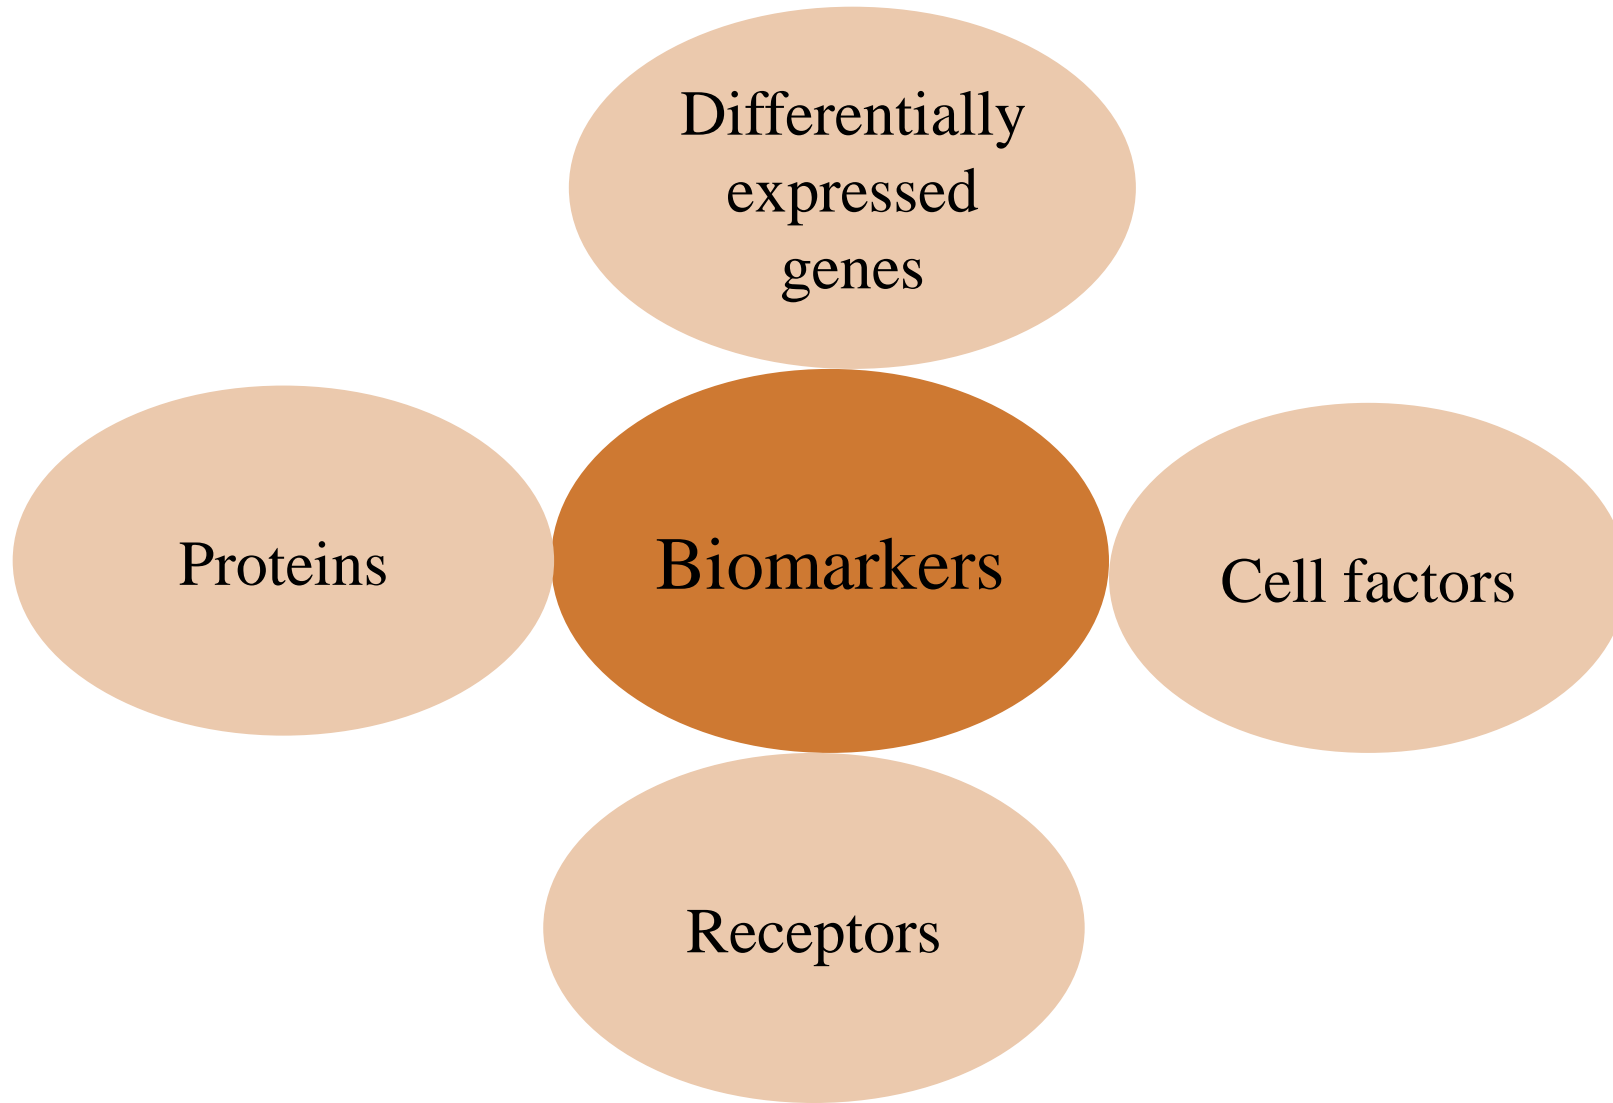 Differentially
expressed
genes
Proteins
Biomarkers
Cell factors
Receptors